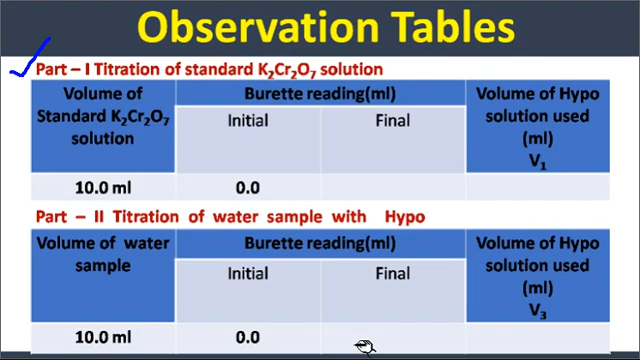 Observation Tables
Part – I Titration of standard K₂Cr₂O₇ solution
Volume of
Standard K₂Cr₂O₇
solution
Burette reading(ml)
Initial
Final
Volume of Hypo
solution used
(ml)
V₁
10.0 ml
0.0
Part – II Titration of water sample with Hypo
Volume of water
sample
Burette reading(ml)
Initial
Final
Volume of Hypo
solution used
(ml)
V₃
10.0 ml
0.0